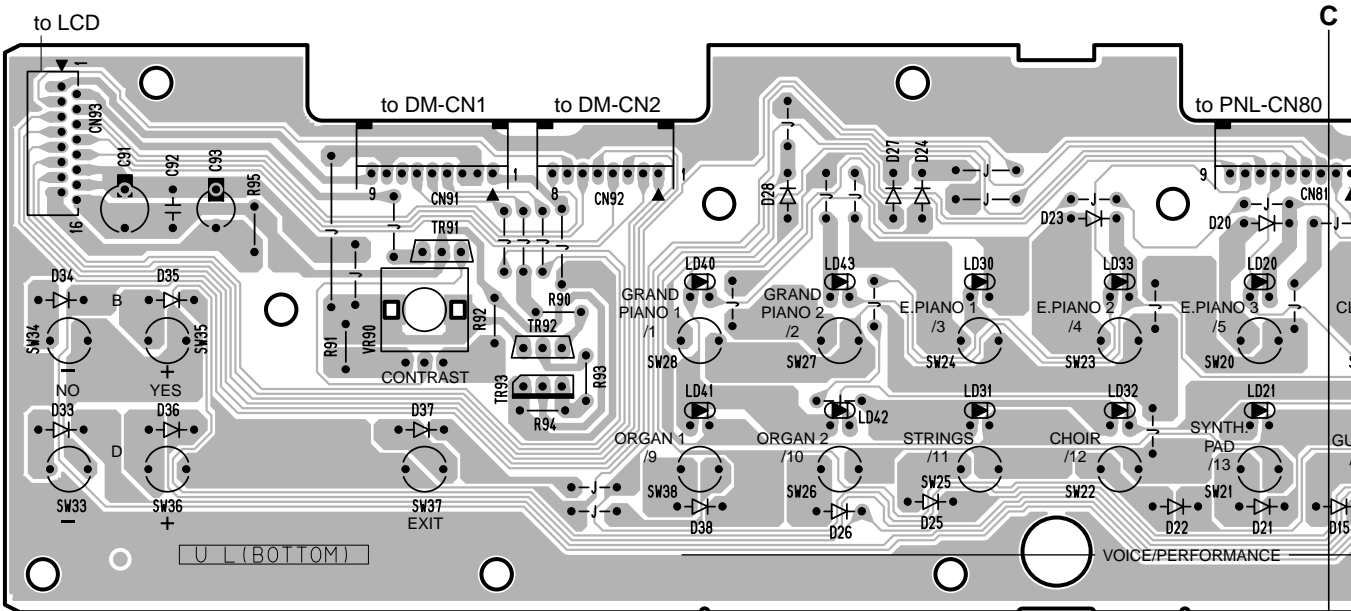 to LCD
C
to DM-CN1
to DM-CN2
to PNL-CN80
1
CN93
16
C91
C92
C93
R95
9
CN91
1
8
CN92
1
9
CN81
J
J
J
J
J
J
J
J
J
J
J
J
J
D28
D27
D24
D23
D20
TR91
D34
B
D35
SW34
SW35
R91
VR90
R92
R90
TR92
R93
TR93
R94
CONTRAST
LD40
LD43
LD30
LD33
LD20
GRAND
PIANO 1
/1
GRAND
PIANO 2
/2
E.PIANO 1
/3
E.PIANO 2
/4
E.PIANO 3
/5
CL
J
J
J
J
SW28
SW27
SW24
SW23
SW20
–
NO
+
YES
D33
D
D36
D37
LD41
LD42
LD31
LD32
LD21
ORGAN 1
/9
ORGAN 2
/10
STRINGS
/11
CHOIR
/12
SYNTH.
PAD
/13
GU
J
SW33
–
SW36
+
SW37
EXIT
J
J
SW38
SW26
SW25
SW22
SW21
D38
D26
D25
D22
D21
D15
U L(BOTTOM)
VOICE/PERFORMANCE